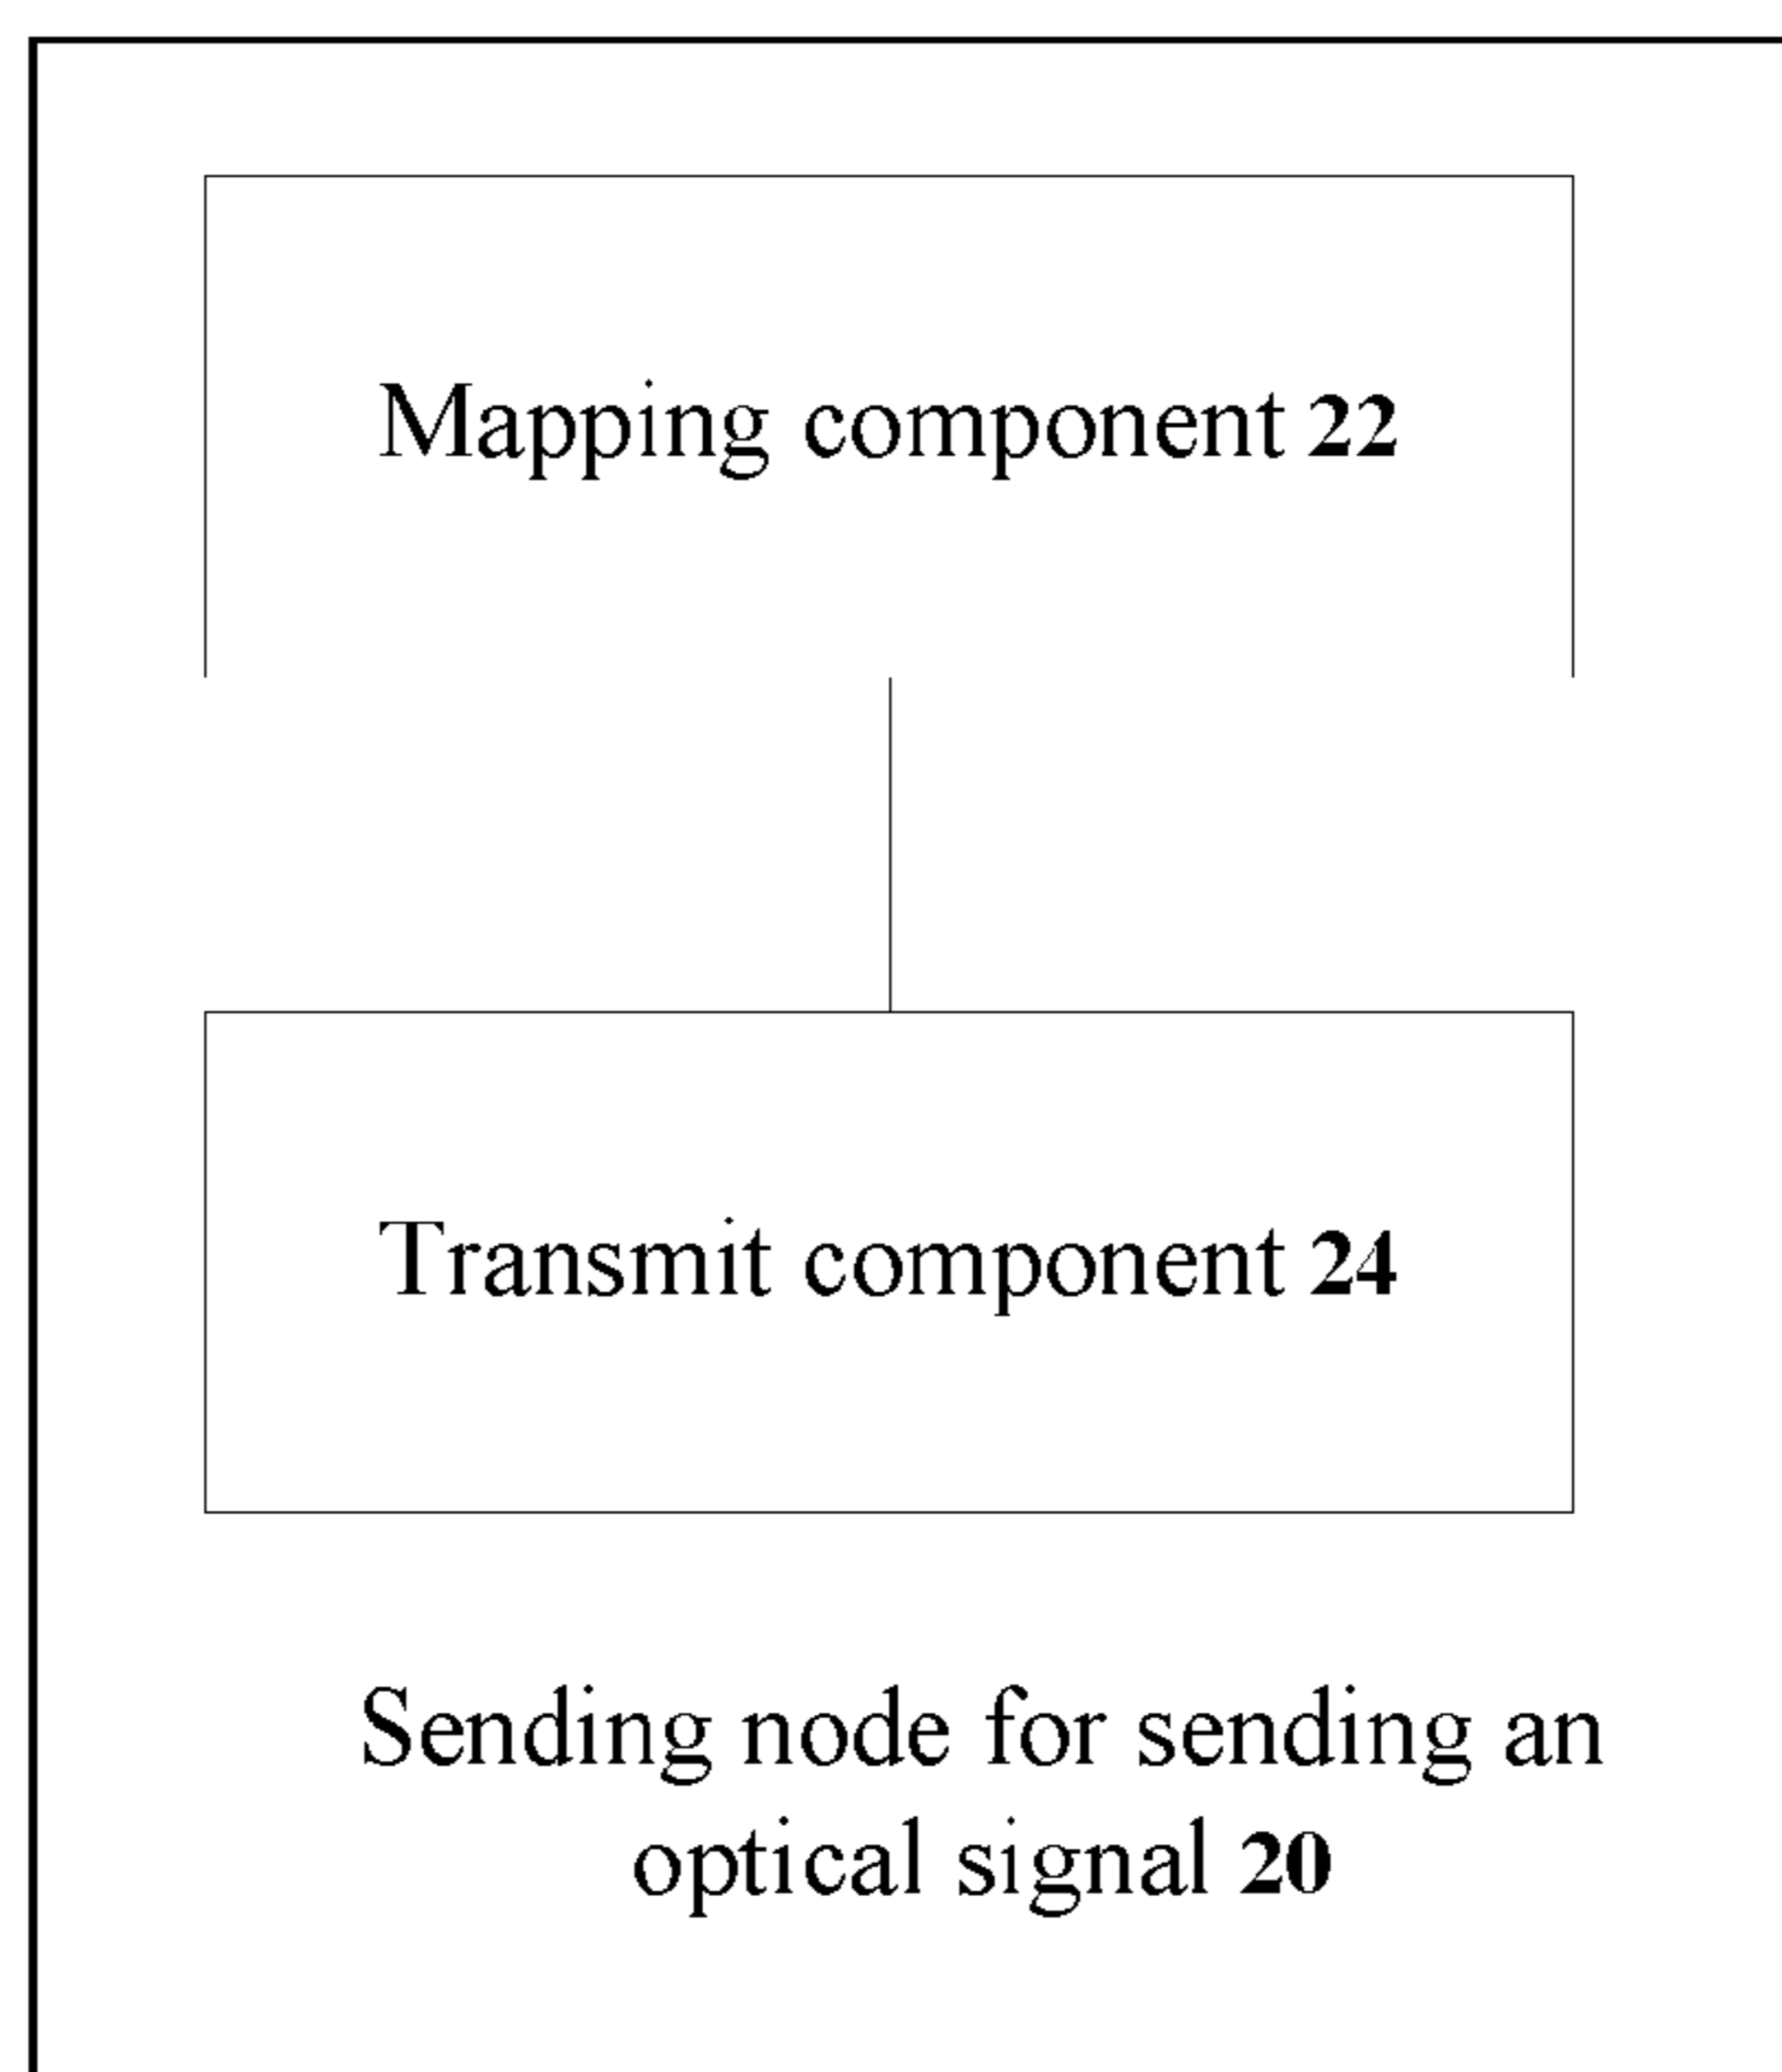 Mapping component 22
Transmit component 24
Sending node for sending an
optical signal 20